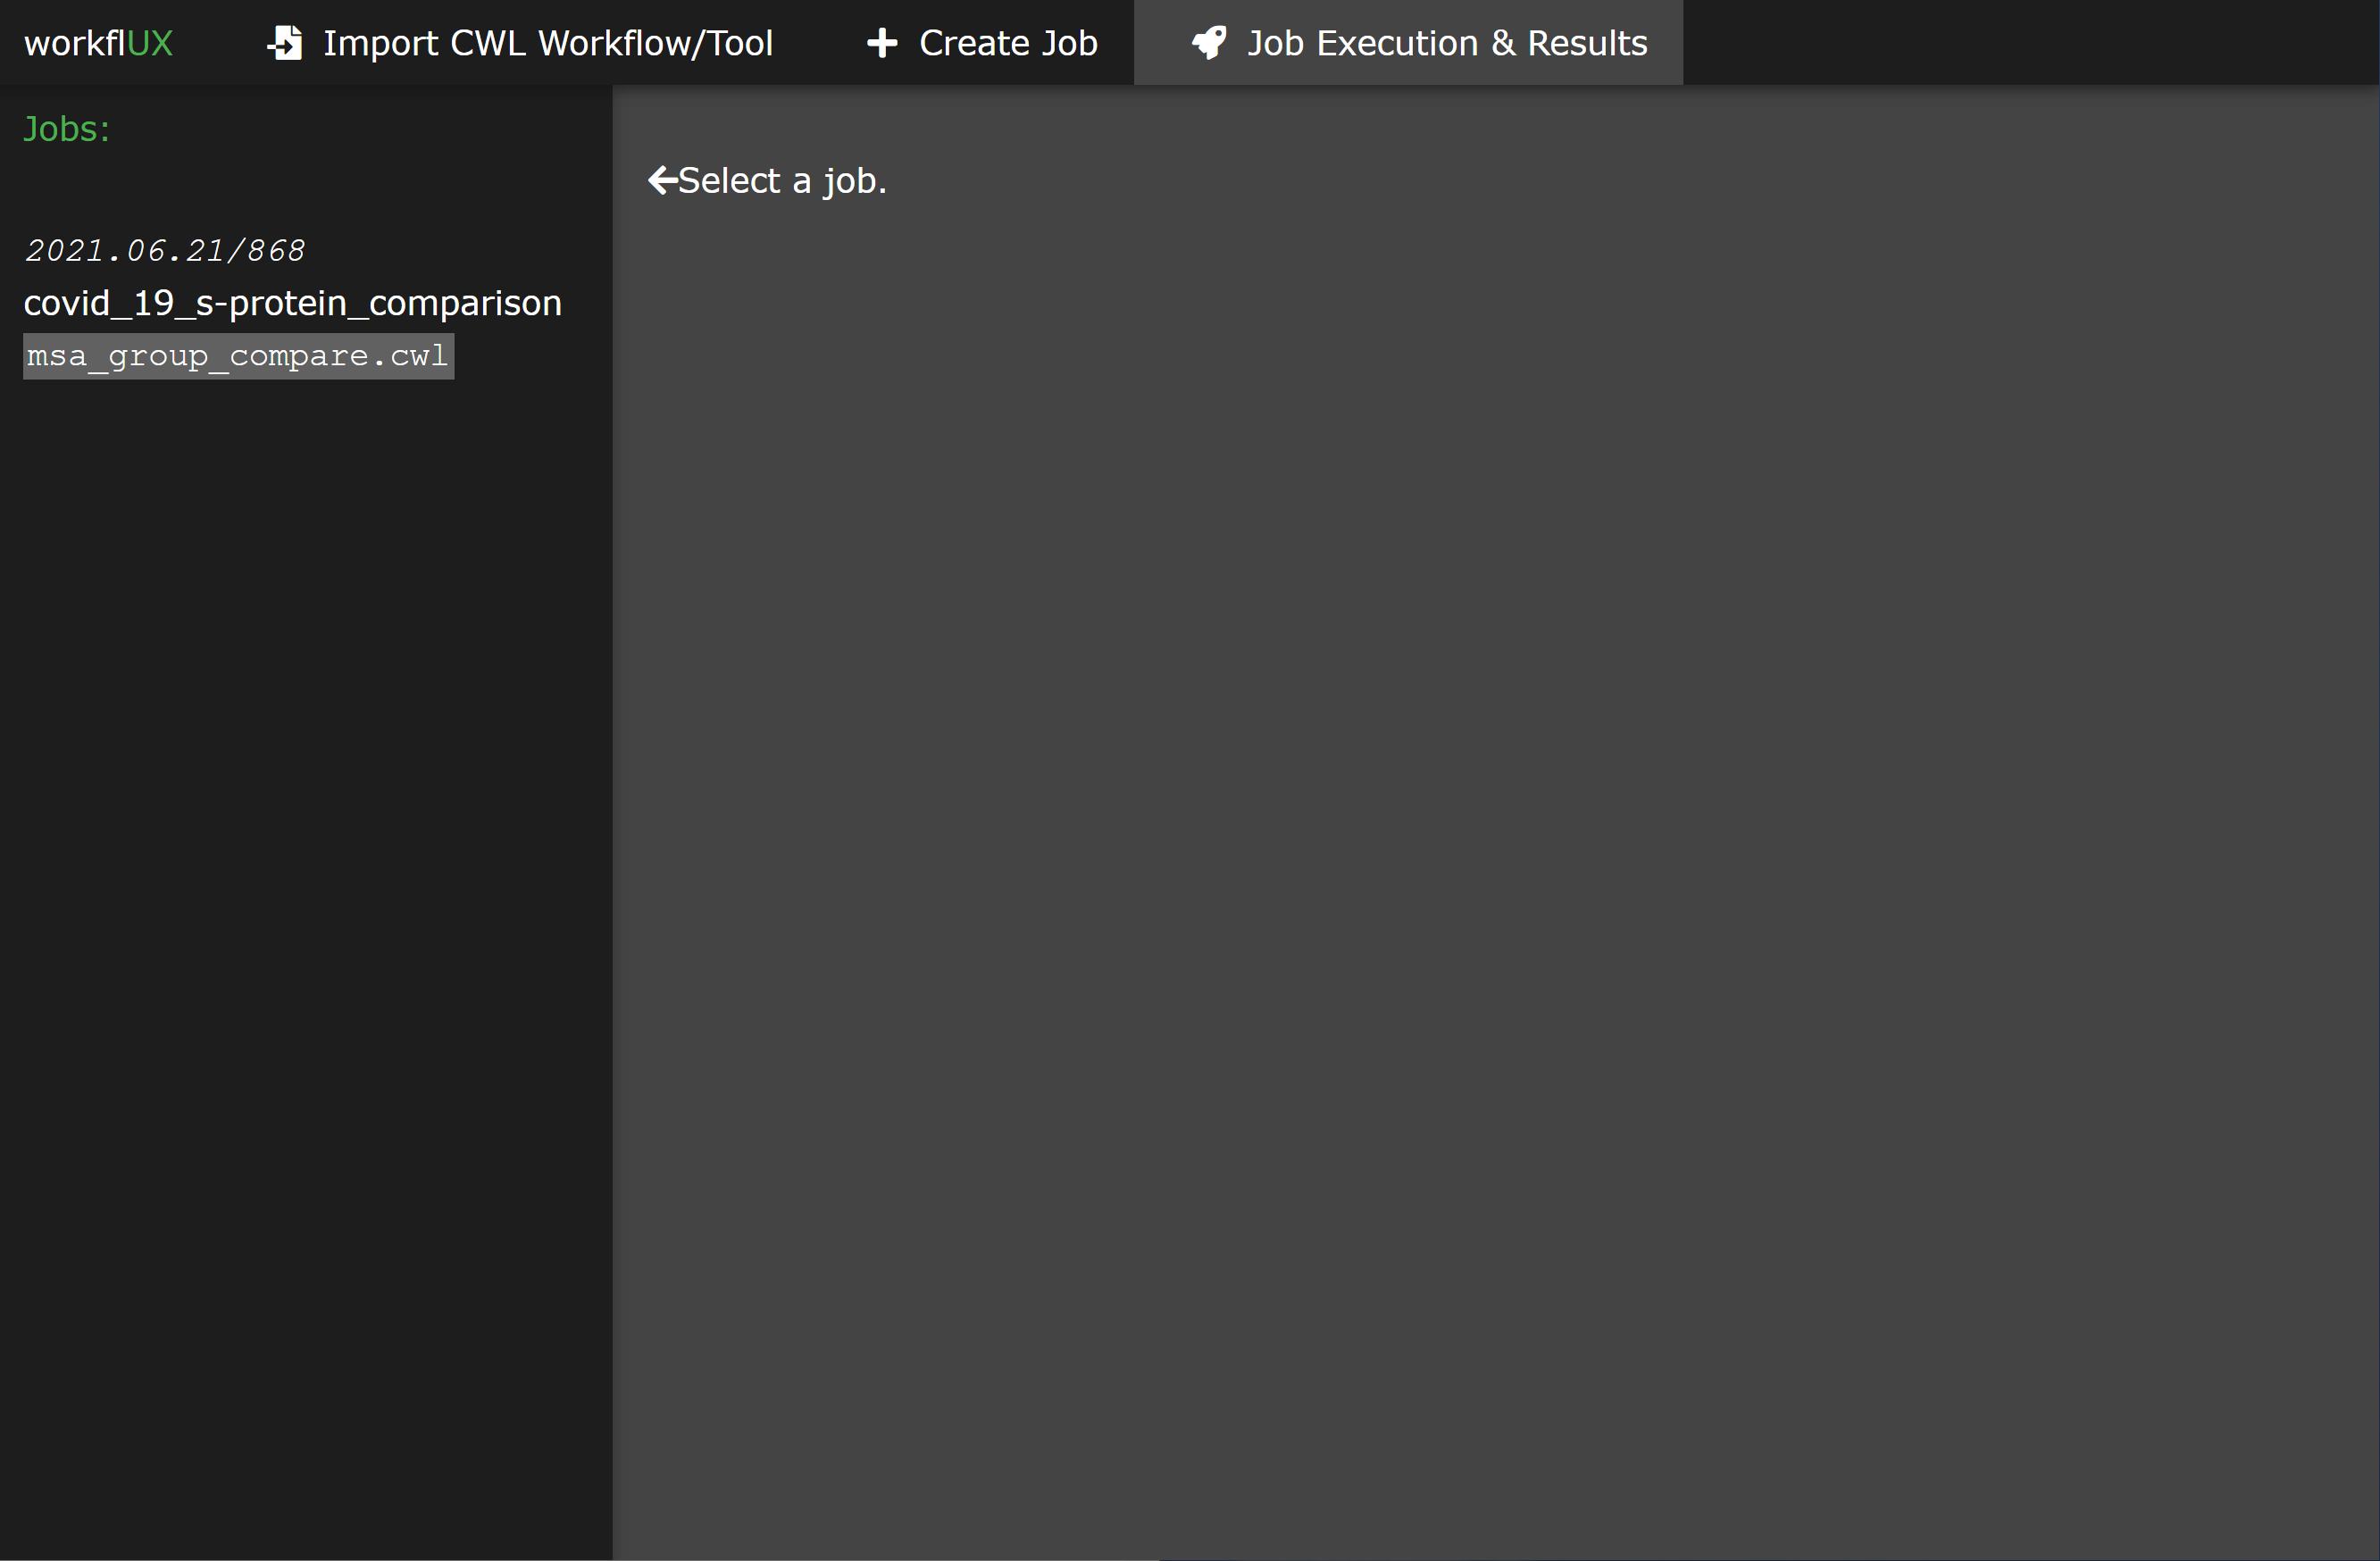 workflUX Import CWL Workflow/Tool Create Job Job Execution & Results
Jobs:
Select a job.
2021.06.21/868
covid_19_s-protein_comparison
msa_group_compare.cwl